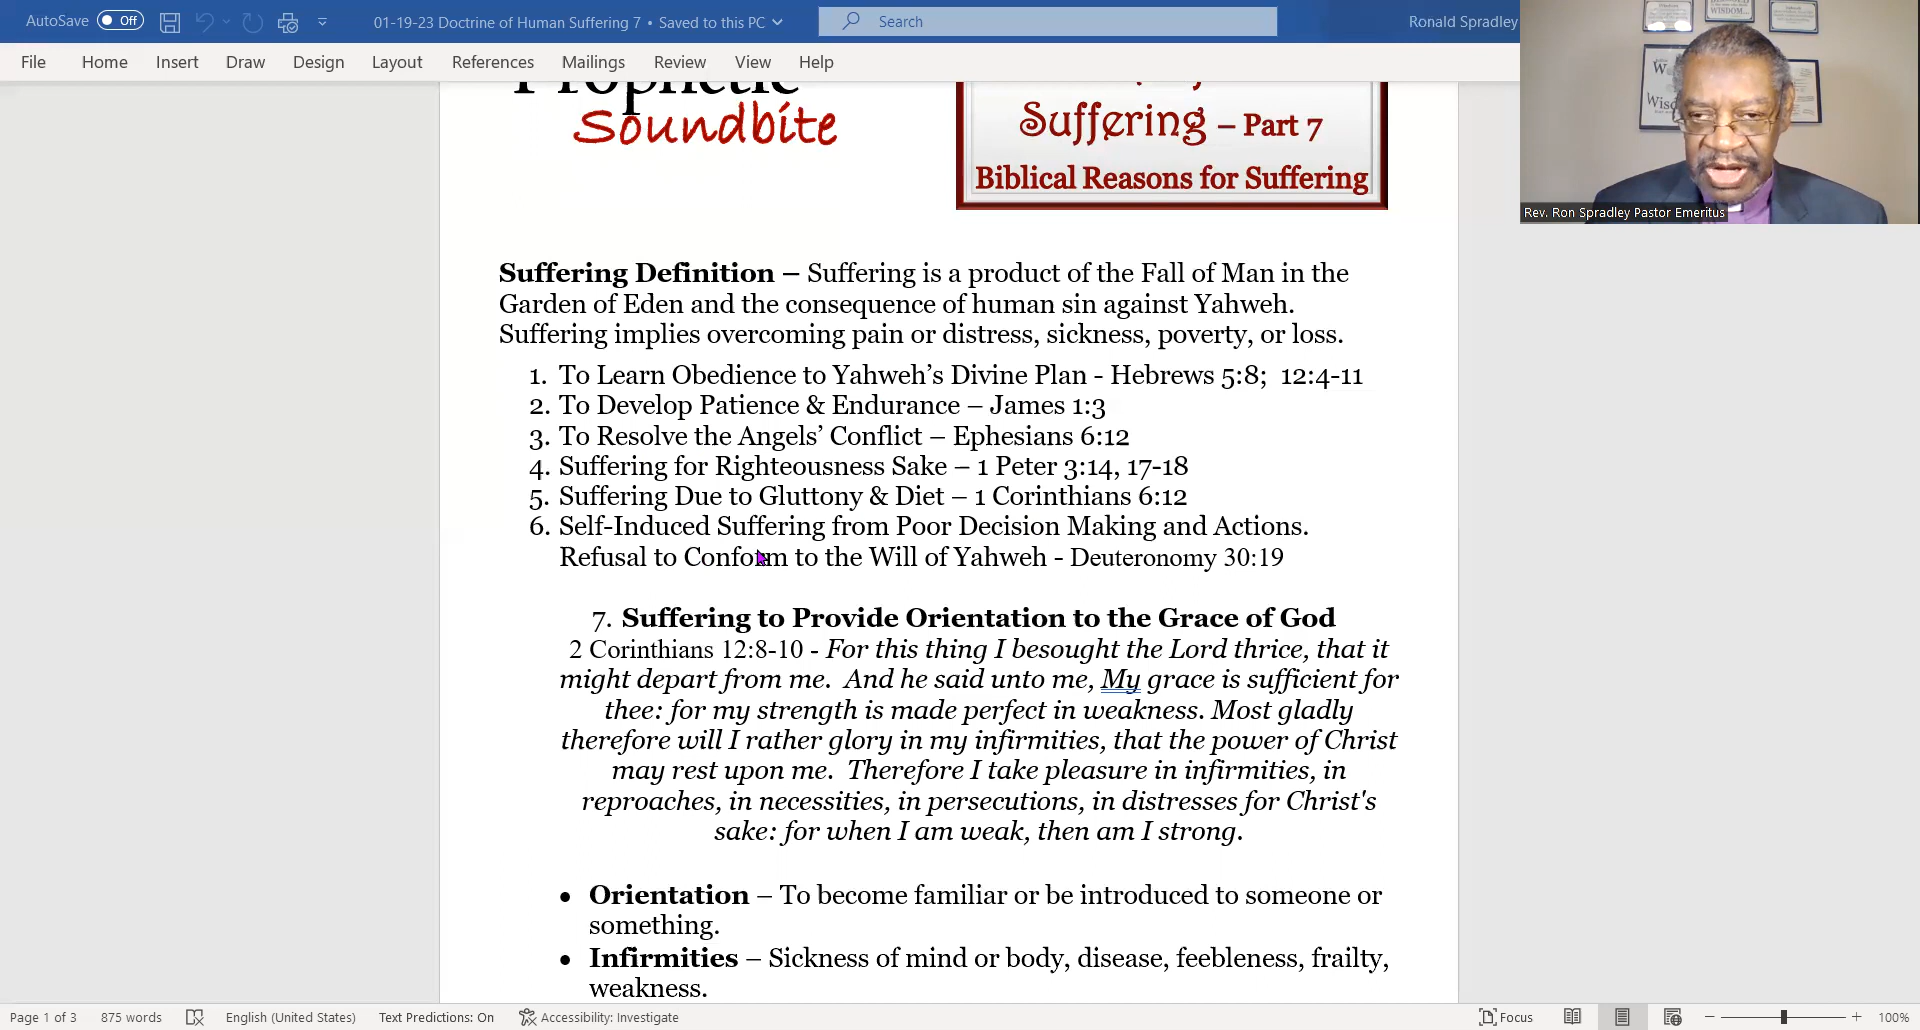 AutoSave Off 01-19-23 Doctrine of Human Suffering 7 • Saved to this PC Search Ronald Spradley
File Home Insert Draw Design Layout References Mailings Review View Help
Prophetic
Soundbite
Suffering – Part 7
Biblical Reasons for Suffering
WISDOM...
Rev. Ron Spradley Pastor Emeritus
Suffering Definition – Suffering is a product of the Fall of Man in the
Garden of Eden and the consequence of human sin against Yahweh.
Suffering implies overcoming pain or distress, sickness, poverty, or loss.
1. To Learn Obedience to Yahweh’s Divine Plan - Hebrews 5:8; 12:4-11
2. To Develop Patience & Endurance – James 1:3
3. To Resolve the Angels’ Conflict – Ephesians 6:12
4. Suffering for Righteousness Sake – 1 Peter 3:14, 17-18
5. Suffering Due to Gluttony & Diet – 1 Corinthians 6:12
6. Self-Induced Suffering from Poor Decision Making and Actions.
Refusal to Conform to the Will of Yahweh - Deuteronomy 30:19
7. Suffering to Provide Orientation to the Grace of God
2 Corinthians 12:8-10 - For this thing I besought the Lord thrice, that it
might depart from me. And he said unto me, My grace is sufficient for
thee: for my strength is made perfect in weakness. Most gladly
therefore will I rather glory in my infirmities, that the power of Christ
may rest upon me. Therefore I take pleasure in infirmities, in
reproaches, in necessities, in persecutions, in distresses for Christ's
sake: for when I am weak, then am I strong.
• Orientation – To become familiar or be introduced to someone or
something.
• Infirmities – Sickness of mind or body, disease, feebleness, frailty,
weakness.
Page 1 of 3 875 words English (United States) Text Predictions: On Accessibility: Investigate Focus 100%